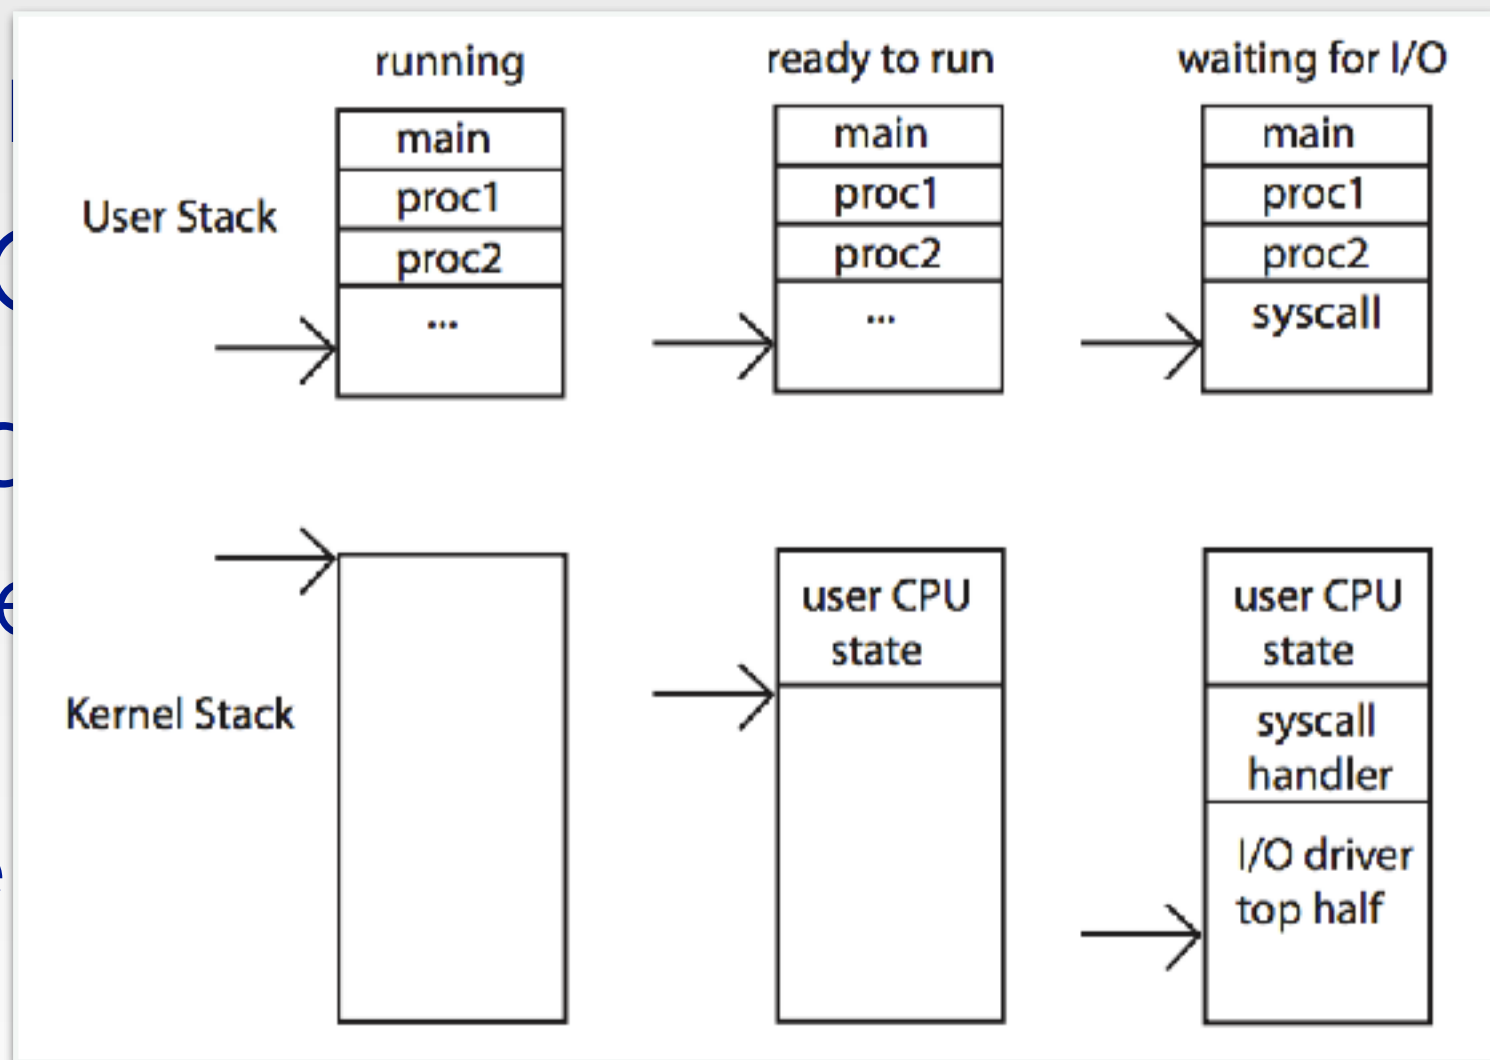 running
ready to run
waiting for I/O
User Stack
main
proc1
proc2
...
main
proc1
proc2
...
main
proc1
proc2
syscall
Kernel Stack
user CPU
state
user CPU
state
syscall
handler
I/O driver
top half